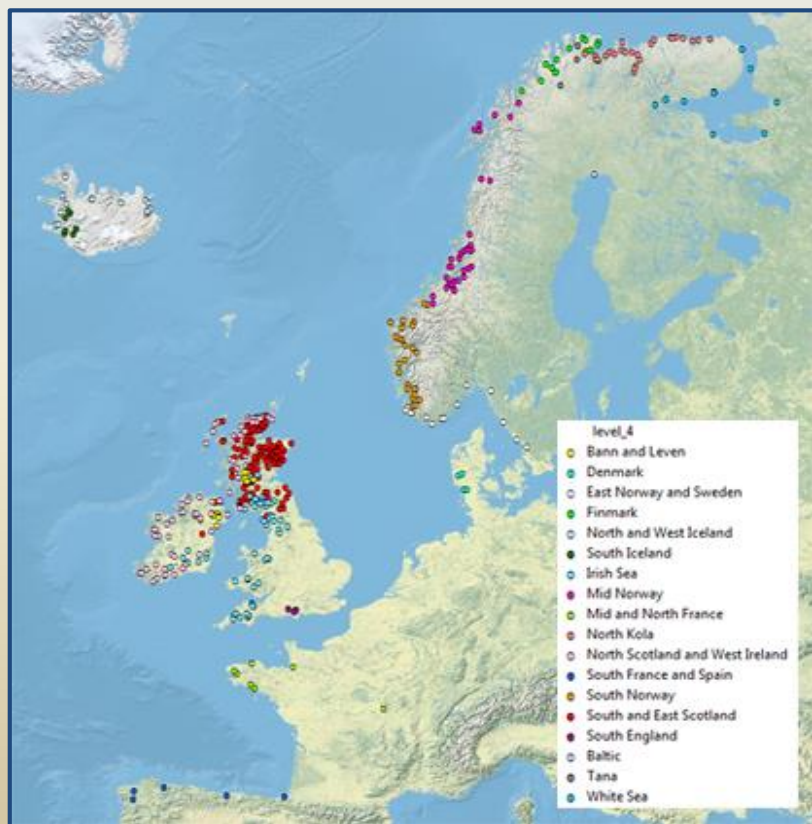 level_4
Bann and Leven
Denmark
East Norway and Sweden
Finmark
North and West Iceland
South Iceland
Irish Sea
Mid Norway
Mid and North France
North Kola
North Scotland and West Ireland
South France and Spain
South Norway
South and East Scotland
South England
Baltic
Tana
White Sea